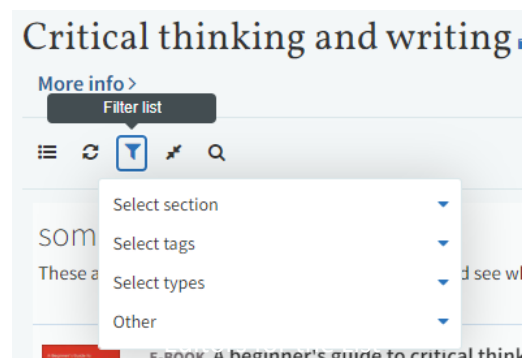 Critical thinking and writing
More info >
Filter list
Select section
som
Select tags
These a
d see wh
Select types
Other
E-BOOK A beginner's guide to critical think